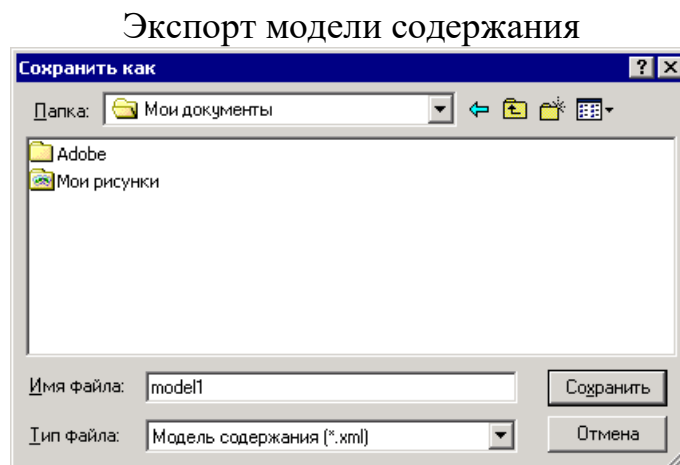 Экспорт модели содержания
Сохранить как
Папка: Мои документы
Adobe
Мои рисунки
Имя файла: model1 Сохранить
Тип файла: Модель содержания (*.xml) Отмена